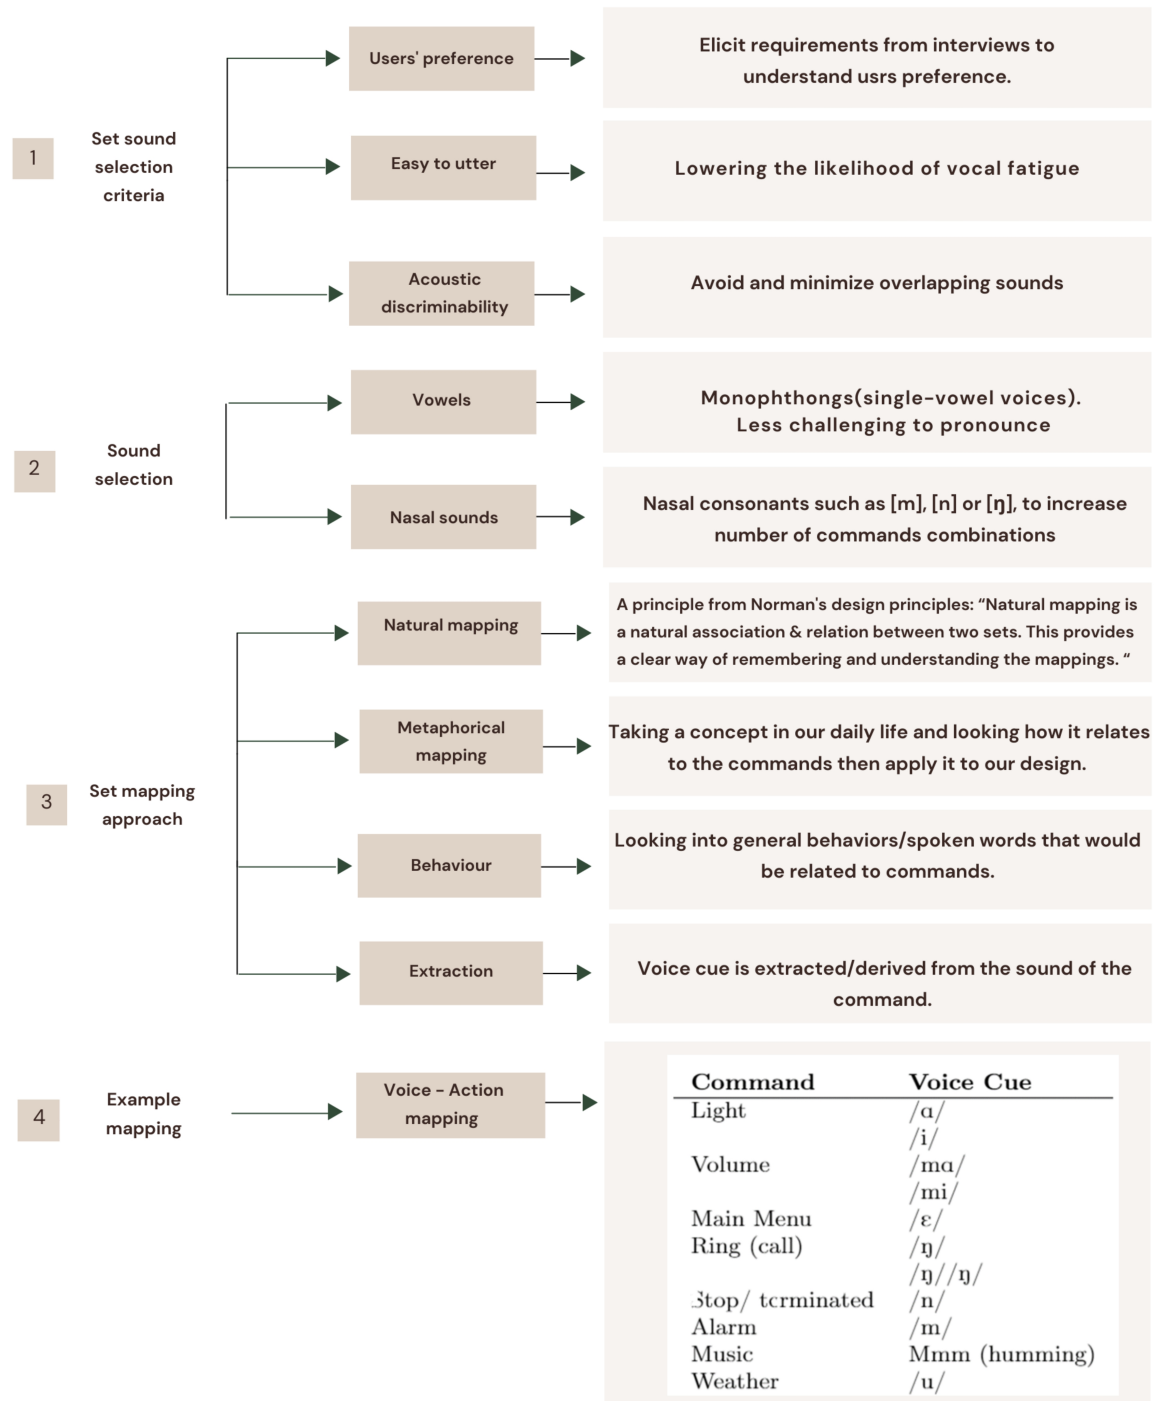 1
Set sound
selection
criteria
Users' preference
Elicit requirements from interviews to
understand usrs preference.
Easy to utter
Lowering the likelihood of vocal fatigue
Acoustic
discriminability
Avoid and minimize overlapping sounds
2
Sound
selection
Vowels
Monophthongs(single-vowel voices).
Less challenging to pronounce
Nasal sounds
Nasal consonants such as [m], [n] or [ŋ], to increase
number of commands combinations
3
Set mapping
approach
Natural mapping
A principle from Norman's design principles: “Natural mapping is
a natural association & relation between two sets. This provides
a clear way of remembering and understanding the mappings. “
Metaphorical
mapping
Taking a concept in our daily life and looking how it relates
to the commands then apply it to our design.
Behaviour
Looking into general behaviors/spoken words that would
be related to commands.
Extraction
Voice cue is extracted/derived from the sound of the
command.
4
Example
mapping
Voice - Action
mapping
Command Voice Cue
Light /ɑ/
/i/
Volume /mɑ/
/mi/
Main Menu /ɛ/
Ring (call) /ŋ/
/ŋ//ŋ/
Stop/ terminated /n/
Alarm /m/
Music Mmm (humming)
Weather /u/